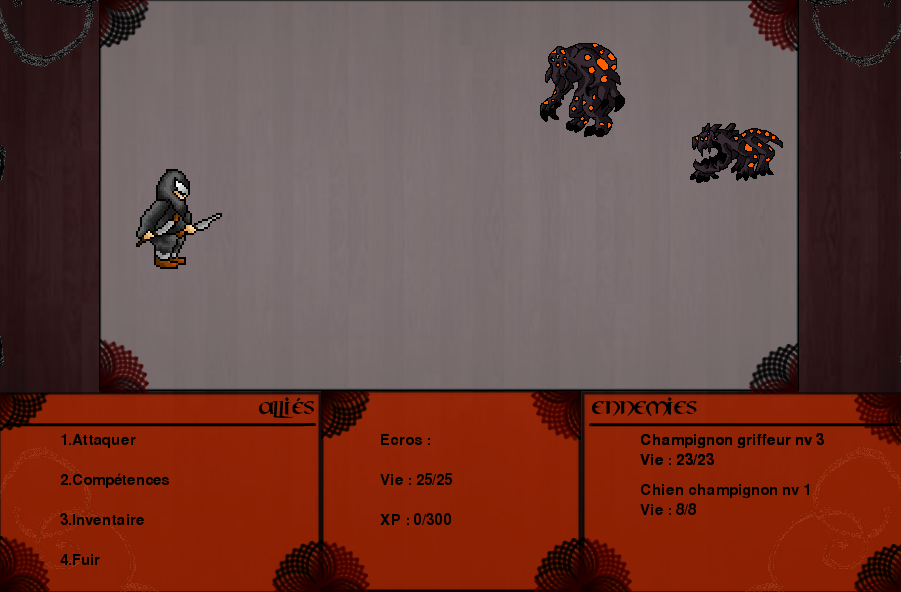 Alliés
1.Attaquer
2.Compétences
3.Inventaire
4.Fuir
Ecros :
Vie : 25/25
XP : 0/300
Ennemies
Champignon griffeur nv 3
Vie : 23/23
Chien champignon nv 1
Vie : 8/8